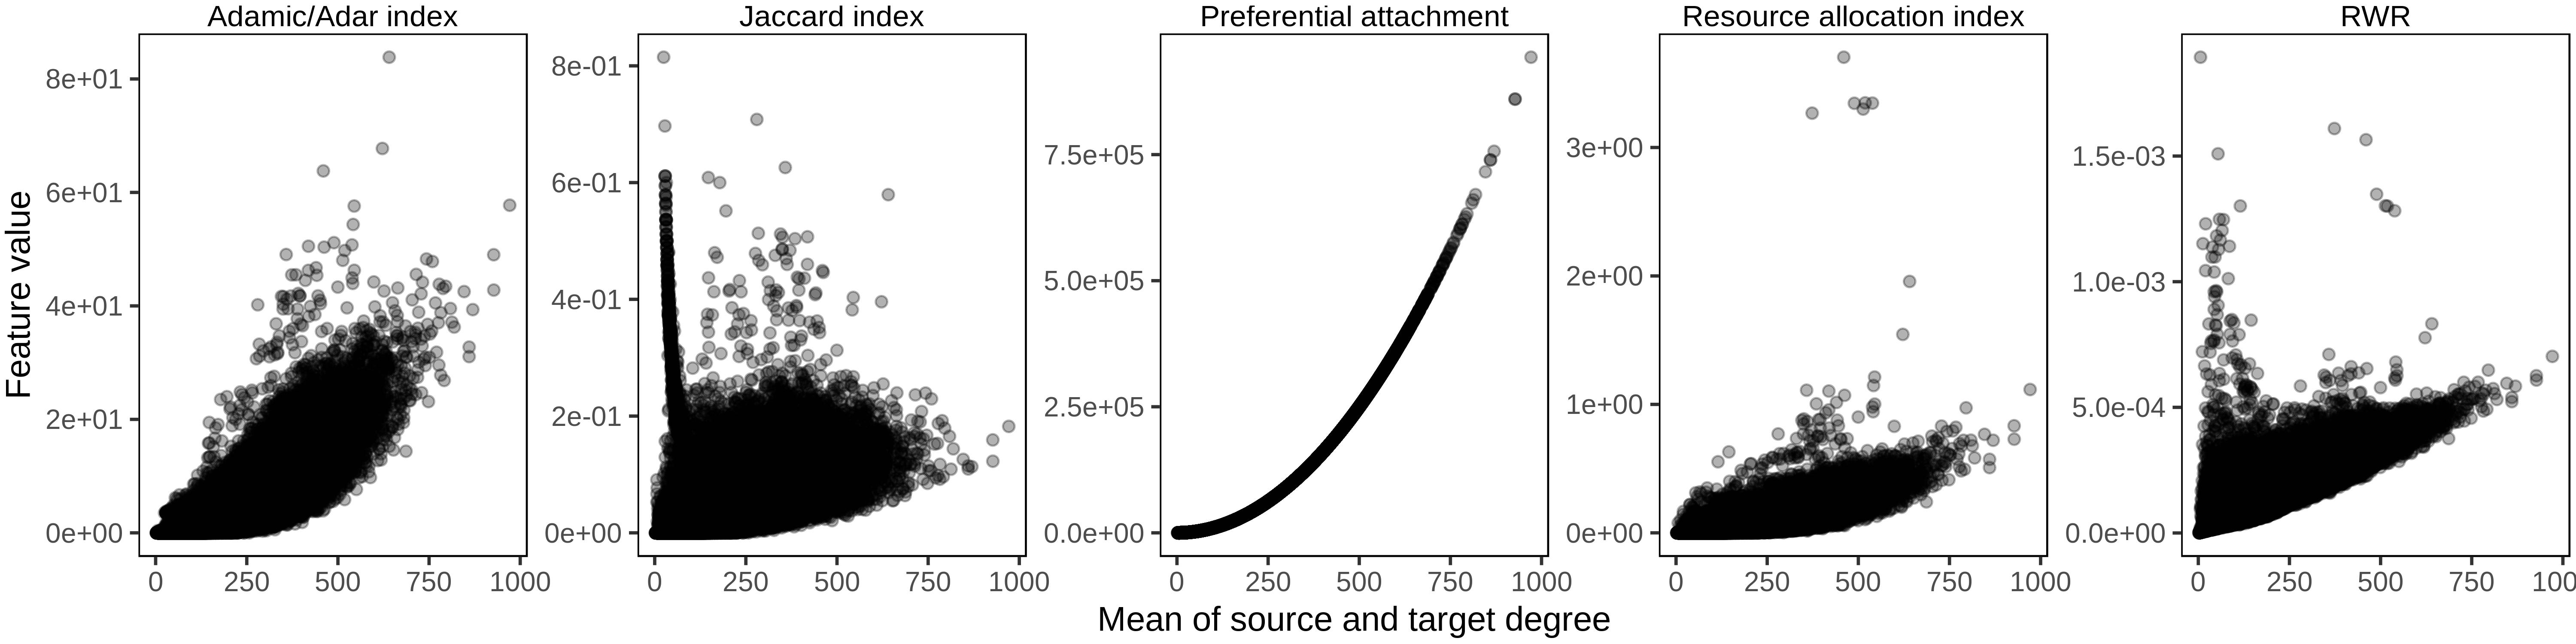 Adamic/Adar index
Jaccard index
Preferential attachment
Resource allocation index
RWR
Feature value
8e+01
6e+01
4e+01
2e+01
0e+00
0 250 500 750 1000
8e-01
6e-01
4e-01
2e-01
0e+00
0 250 500 750 1000
7.5e+05
5.0e+05
2.5e+05
0.0e+00
0 250 500 750 1000
3e+00
2e+00
1e+00
0e+00
0 250 500 750 1000
1.5e-03
1.0e-03
5.0e-04
0.0e+00
0 250 500 750 100
Mean of source and target degree